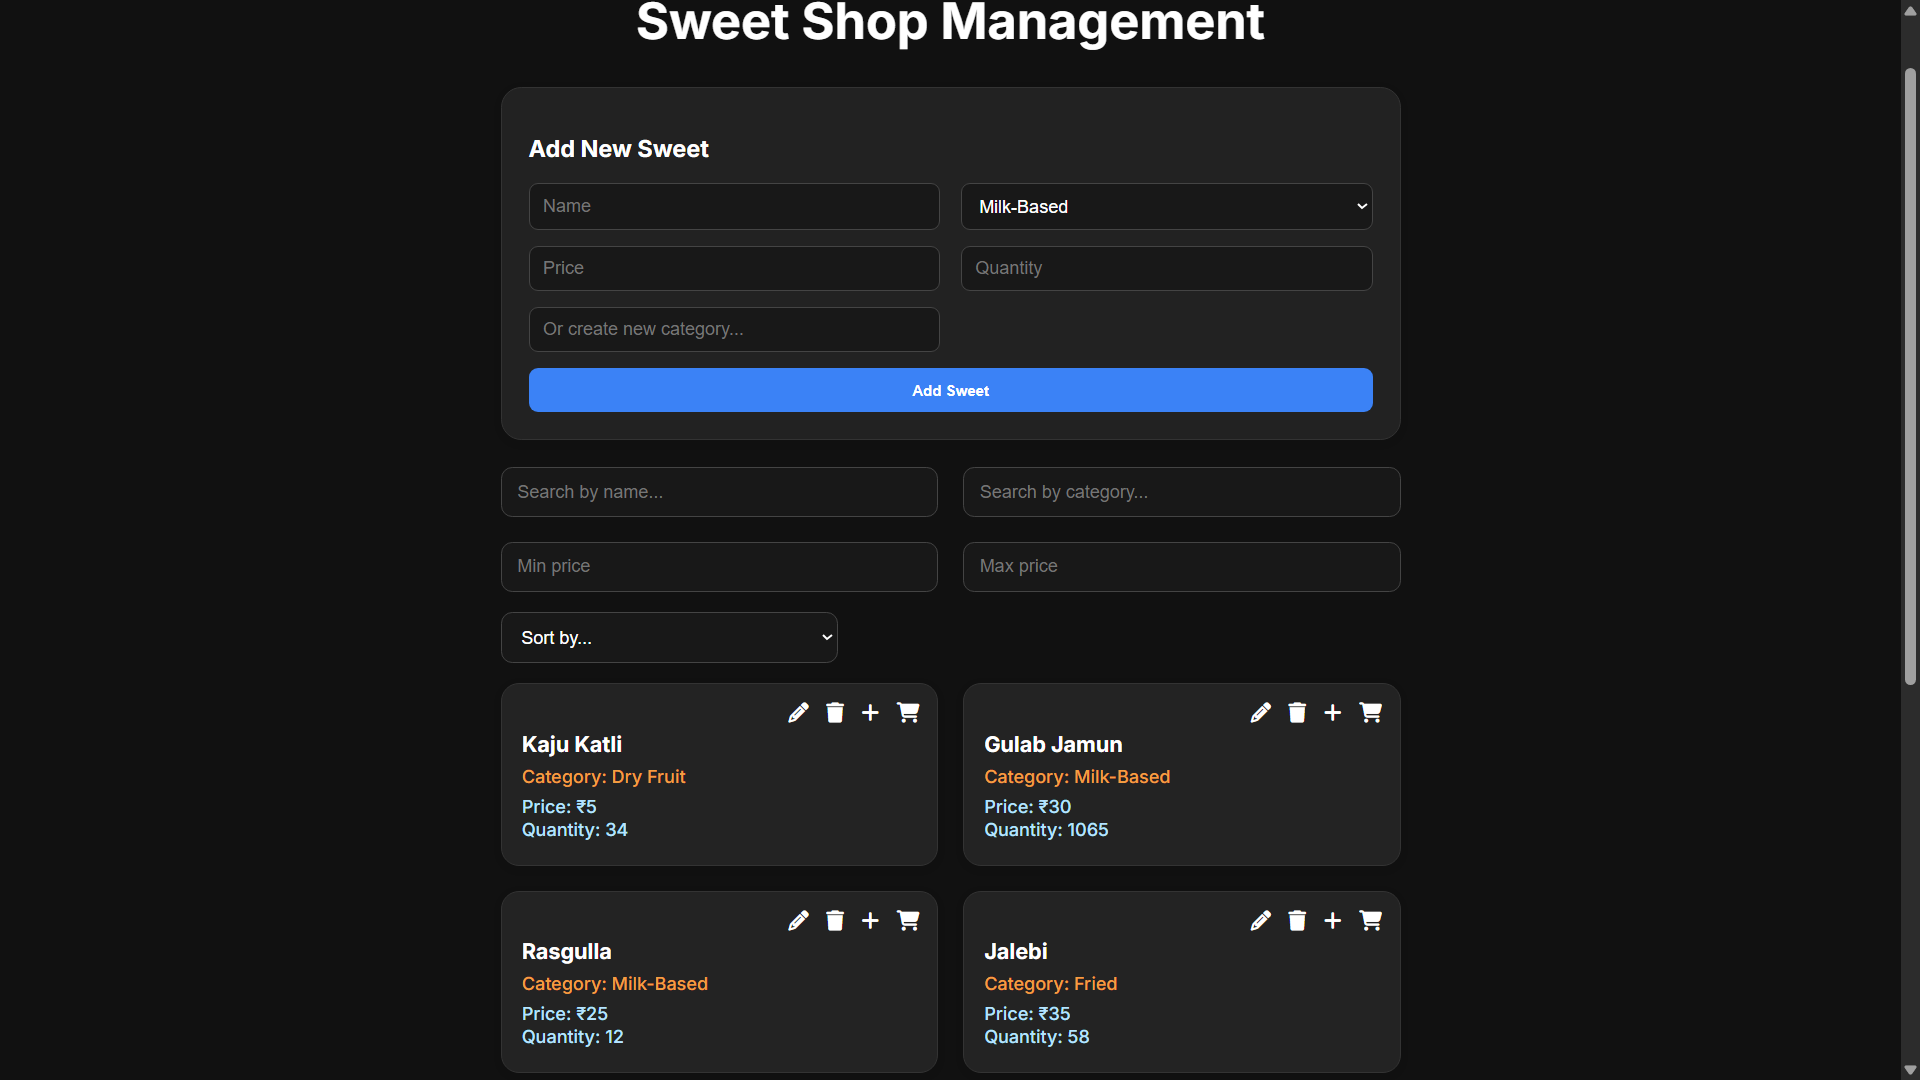 Sweet Shop Management
Add New Sweet
Name
Milk-Based
Price
Quantity
Or create new category...
Add Sweet
Search by name...
Search by category...
Min price
Max price
Sort by...
Kaju Katli
Category: Dry Fruit
Price: ₹5
Quantity: 34
Gulab Jamun
Category: Milk-Based
Price: ₹30
Quantity: 1065
Rasgulla
Category: Milk-Based
Price: ₹25
Quantity: 12
Jalebi
Category: Fried
Price: ₹35
Quantity: 58